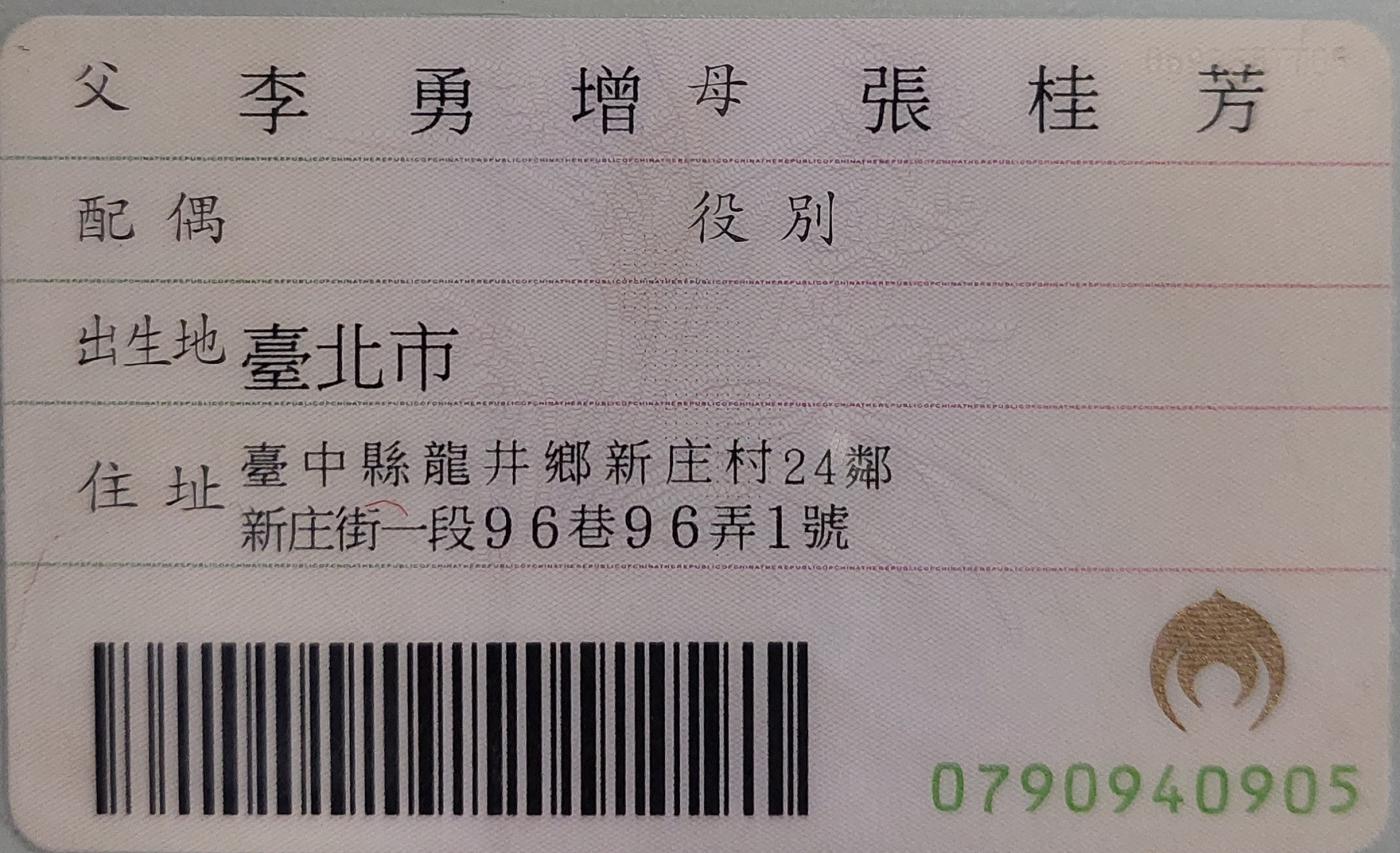 父 李勇增 母 張桂芳
配偶 役別
出生地 臺北市
住址 臺中縣龍井鄉新庄村24鄰
新庄街一段96巷96弄1號
0790940905